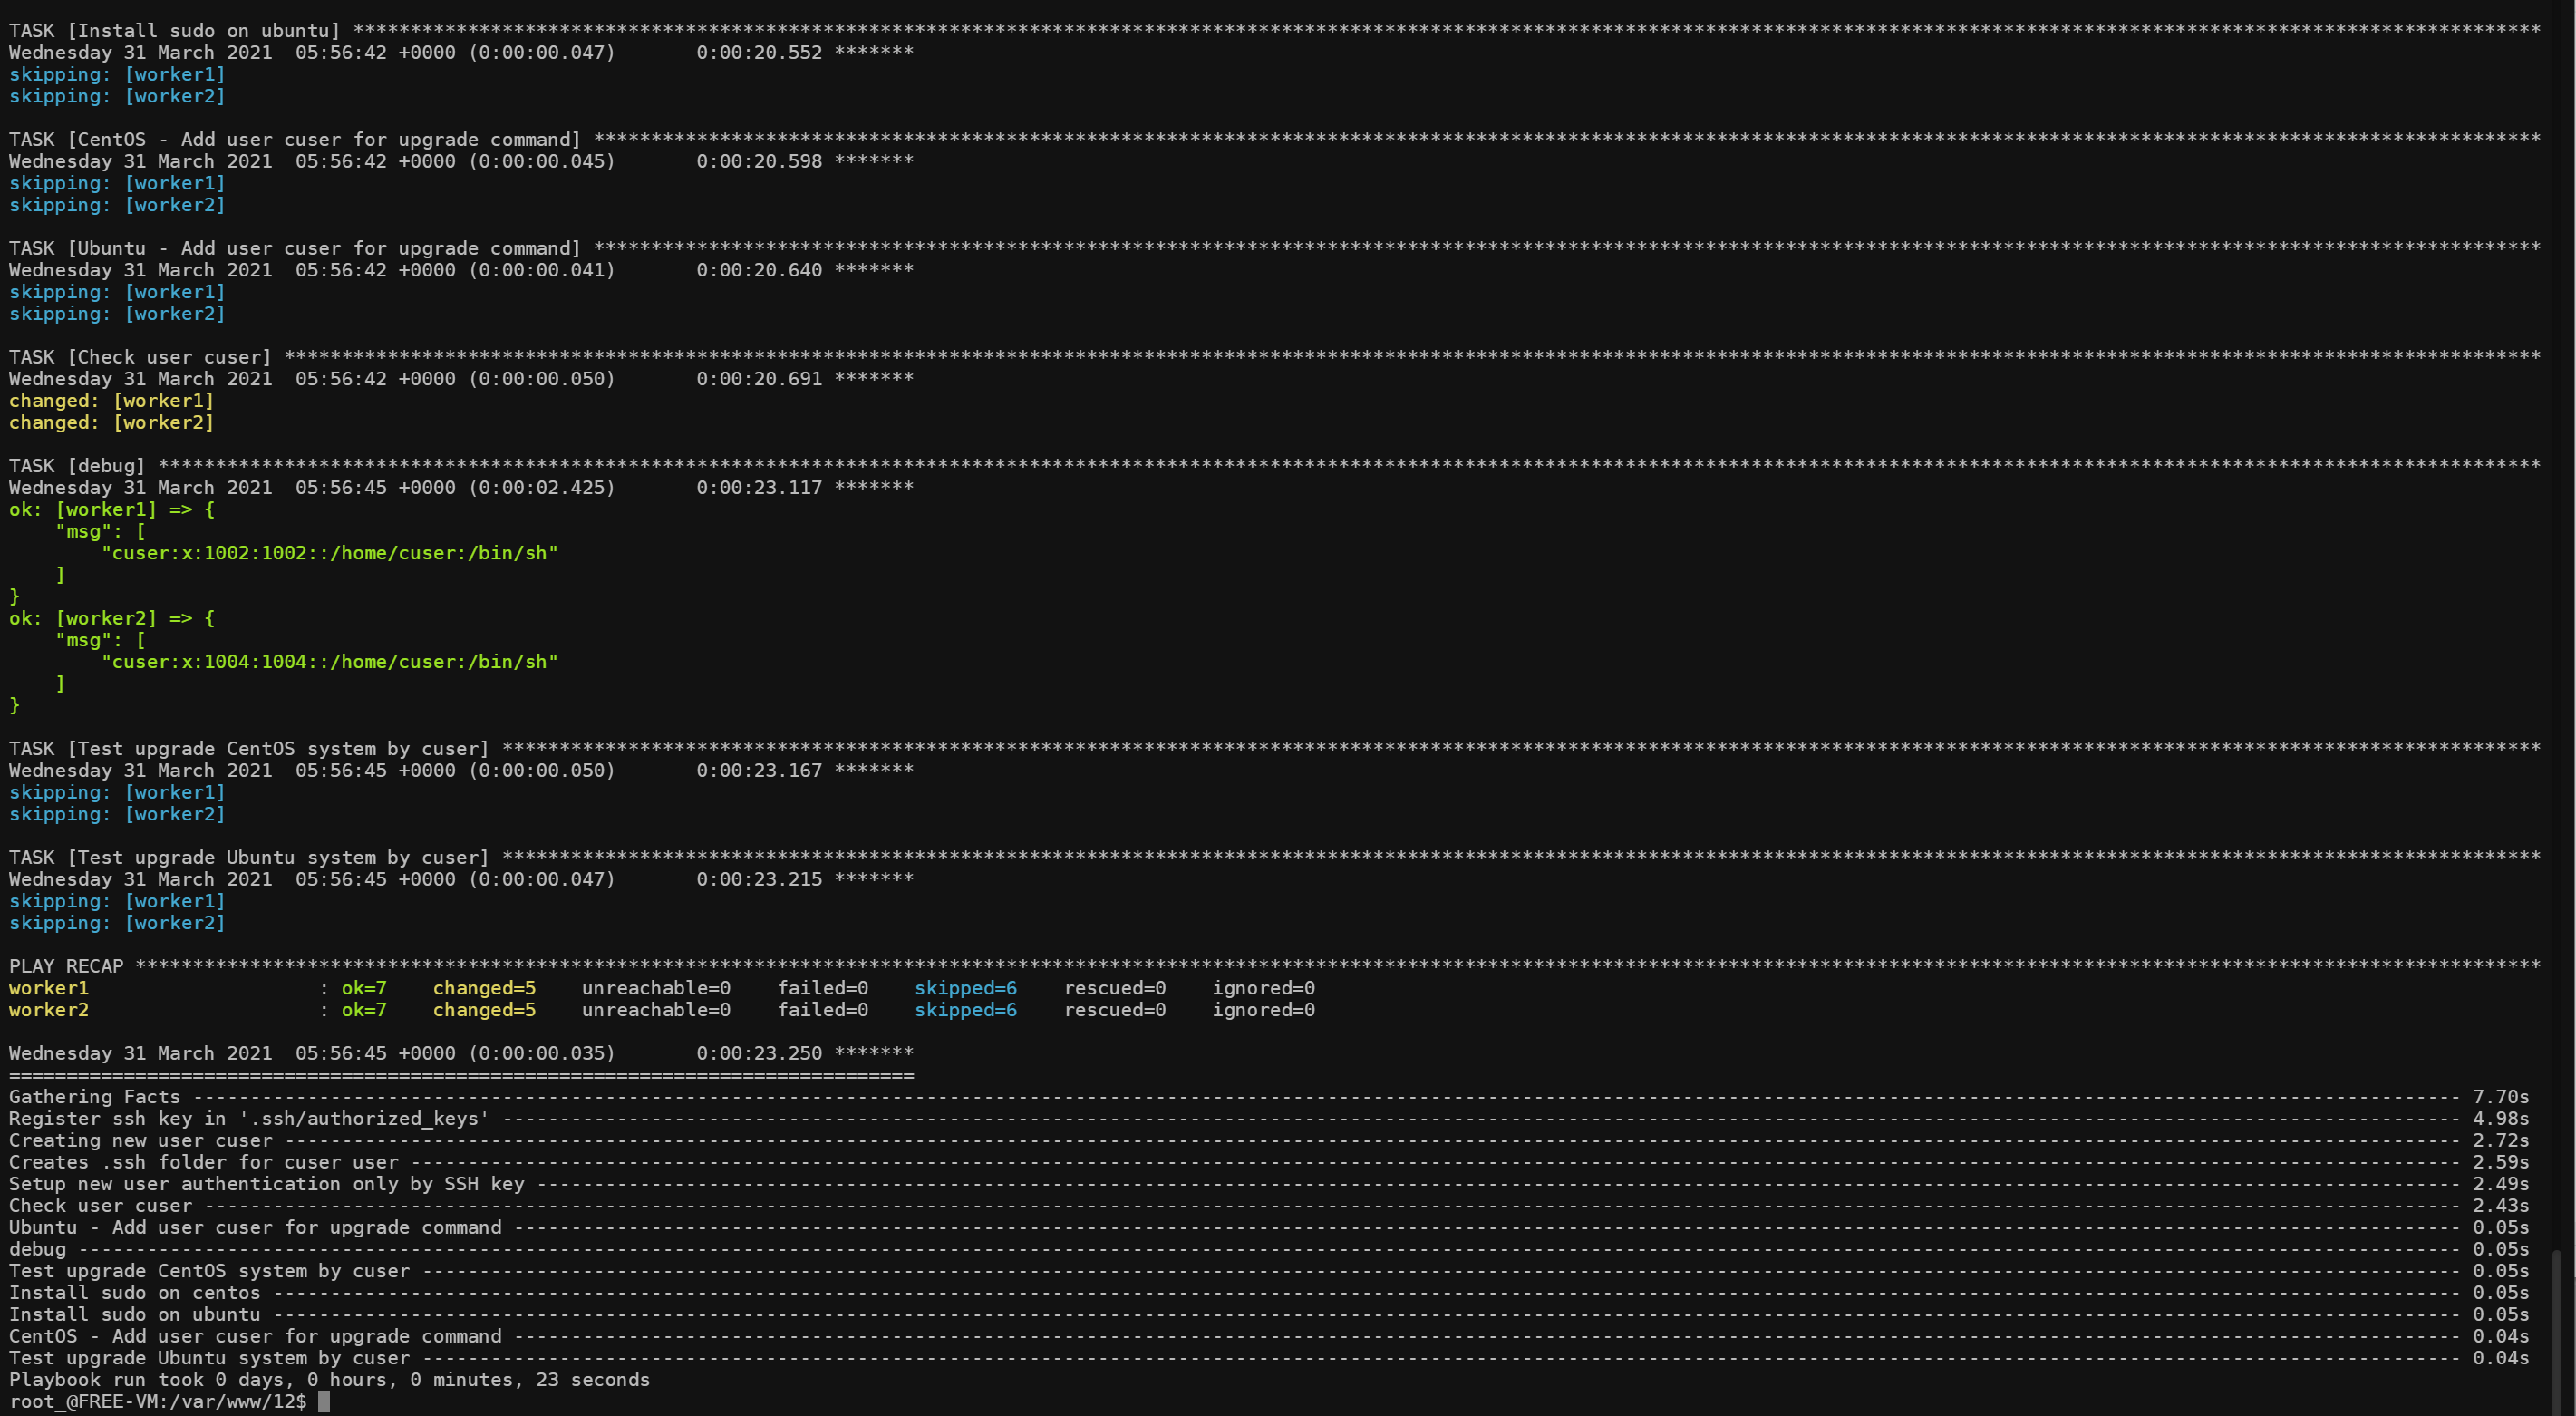 TASK [Install sudo on ubuntu] ***********************************************************************************************************************************************************************************************
Wednesday 31 March 2021  05:56:42 +0000 (0:00:00.047)       0:00:20.552 *******
skipping: [worker1]
skipping: [worker2]

TASK [CentOS - Add user cuser for upgrade command] **************************************************************************************************************************************************************************
Wednesday 31 March 2021  05:56:42 +0000 (0:00:00.045)       0:00:20.598 *******
skipping: [worker1]
skipping: [worker2]

TASK [Ubuntu - Add user cuser for upgrade command] **************************************************************************************************************************************************************************
Wednesday 31 March 2021  05:56:42 +0000 (0:00:00.041)       0:00:20.640 *******
skipping: [worker1]
skipping: [worker2]

TASK [Check user cuser] *****************************************************************************************************************************************************************************************************
Wednesday 31 March 2021  05:56:42 +0000 (0:00:00.050)       0:00:20.691 *******
changed: [worker1]
changed: [worker2]

TASK [debug] ****************************************************************************************************************************************************************************************************************
Wednesday 31 March 2021  05:56:45 +0000 (0:00:02.425)       0:00:23.117 *******
ok: [worker1] => {
    "msg": [
        "cuser:x:1002:1002::/home/cuser:/bin/sh"
    ]
}
ok: [worker2] => {
    "msg": [
        "cuser:x:1004:1004::/home/cuser:/bin/sh"
    ]
}

TASK [Test upgrade CentOS system by cuser] **********************************************************************************************************************************************************************************
Wednesday 31 March 2021  05:56:45 +0000 (0:00:00.050)       0:00:23.167 *******
skipping: [worker1]
skipping: [worker2]

TASK [Test upgrade Ubuntu system by cuser] **********************************************************************************************************************************************************************************
Wednesday 31 March 2021  05:56:45 +0000 (0:00:00.047)       0:00:23.215 *******
skipping: [worker1]
skipping: [worker2]

PLAY RECAP ******************************************************************************************************************************************************************************************************************
worker1                    : ok=7    changed=5    unreachable=0    failed=0    skipped=6    rescued=0    ignored=0
worker2                    : ok=7    changed=5    unreachable=0    failed=0    skipped=6    rescued=0    ignored=0

Wednesday 31 March 2021  05:56:45 +0000 (0:00:00.035)       0:00:23.250 *******
===============================================================================
Gathering Facts ------------------------------------------------------------------------------------------------------------------------------------------------------------------------------------------------------ 7.70s
Register ssh key in '.ssh/authorized_keys' --------------------------------------------------------------------------------------------------------------------------------------------------------------------------- 4.98s
Creating new user cuser ---------------------------------------------------------------------------------------------------------------------------------------------------------------------------------------------- 2.72s
Creates .ssh folder for cuser user ----------------------------------------------------------------------------------------------------------------------------------------------------------------------------------- 2.59s
Setup new user authentication only by SSH key ------------------------------------------------------------------------------------------------------------------------------------------------------------------------ 2.49s
Check user cuser ----------------------------------------------------------------------------------------------------------------------------------------------------------------------------------------------------- 2.43s
Ubuntu - Add user cuser for upgrade command -------------------------------------------------------------------------------------------------------------------------------------------------------------------------- 0.05s
debug ---------------------------------------------------------------------------------------------------------------------------------------------------------------------------------------------------------------- 0.05s
Test upgrade CentOS system by cuser ---------------------------------------------------------------------------------------------------------------------------------------------------------------------------------- 0.05s
Install sudo on centos ----------------------------------------------------------------------------------------------------------------------------------------------------------------------------------------------- 0.05s
Install sudo on ubuntu ----------------------------------------------------------------------------------------------------------------------------------------------------------------------------------------------- 0.05s
CentOS - Add user cuser for upgrade command -------------------------------------------------------------------------------------------------------------------------------------------------------------------------- 0.04s
Test upgrade Ubuntu system by cuser ---------------------------------------------------------------------------------------------------------------------------------------------------------------------------------- 0.04s
Playbook run took 0 days, 0 hours, 0 minutes, 23 seconds
root_@FREE-VM:/var/www/12$